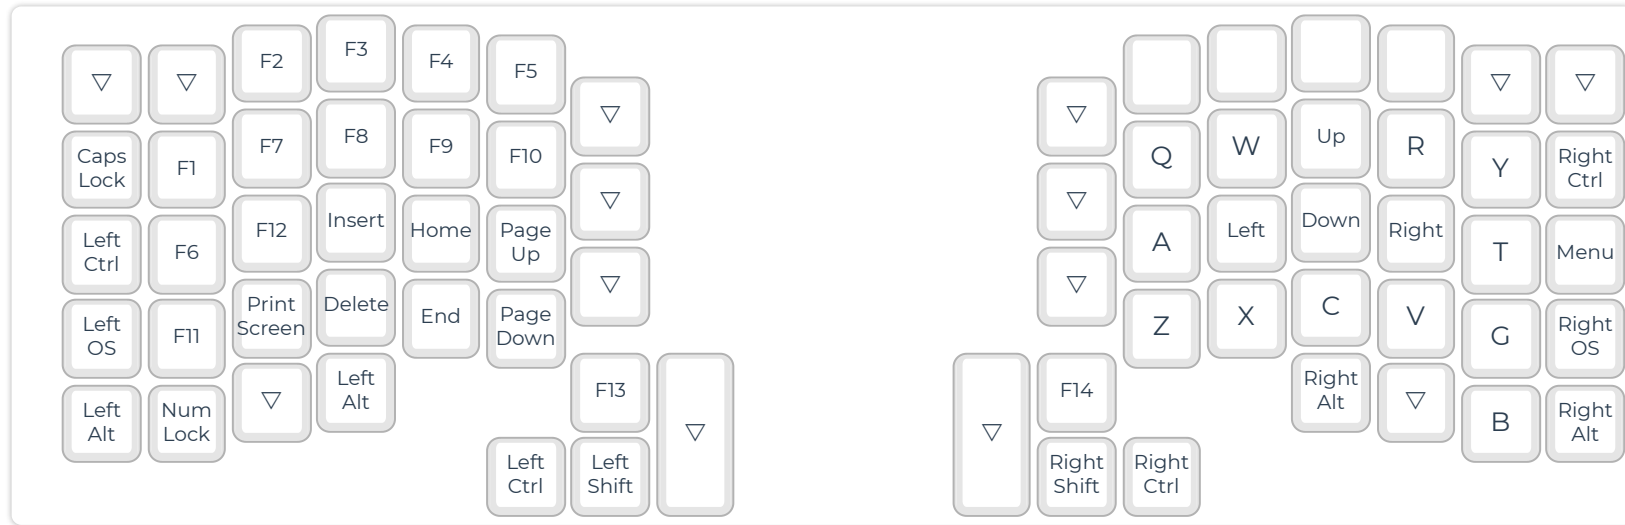 ▽ ▽ F2 F3 F4 F5 ▽ ▽ ▽ ▽
Caps Lock F1 F7 F8 F9 F10 ▽ ▽ Q W Up R Y Right Ctrl
Left Ctrl F6 F12 Insert Home Page Up ▽ ▽ A Left Down Right T Menu
Left OS F11 Print Screen Delete End Page Down Z X C V G Right OS
Left Alt Num Lock ▽ Left Alt F13 ▽ ▽ F14 Right Alt ▽ B Right Alt
Left Ctrl Left Shift Right Shift Right Ctrl